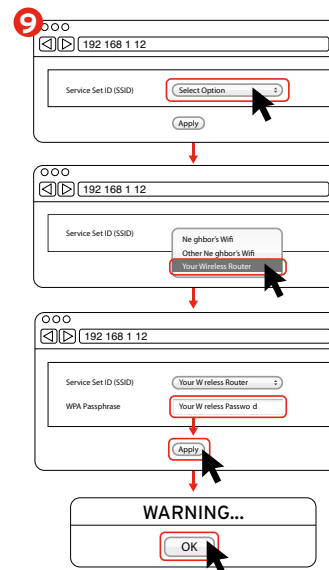 9
192 168 1 12
Service Set ID (SSID) Select Option
Apply
192 168 1 12
Service Set ID (SSID)
Ne ghbor's Wifi
Other Ne ghbor's Wifi
Your Wireless Router
192 168 1 12
Service Set ID (SSID) Your W reless Router
WPA Passphrase Your W reless Passwo d
Apply
WARNING...
OK